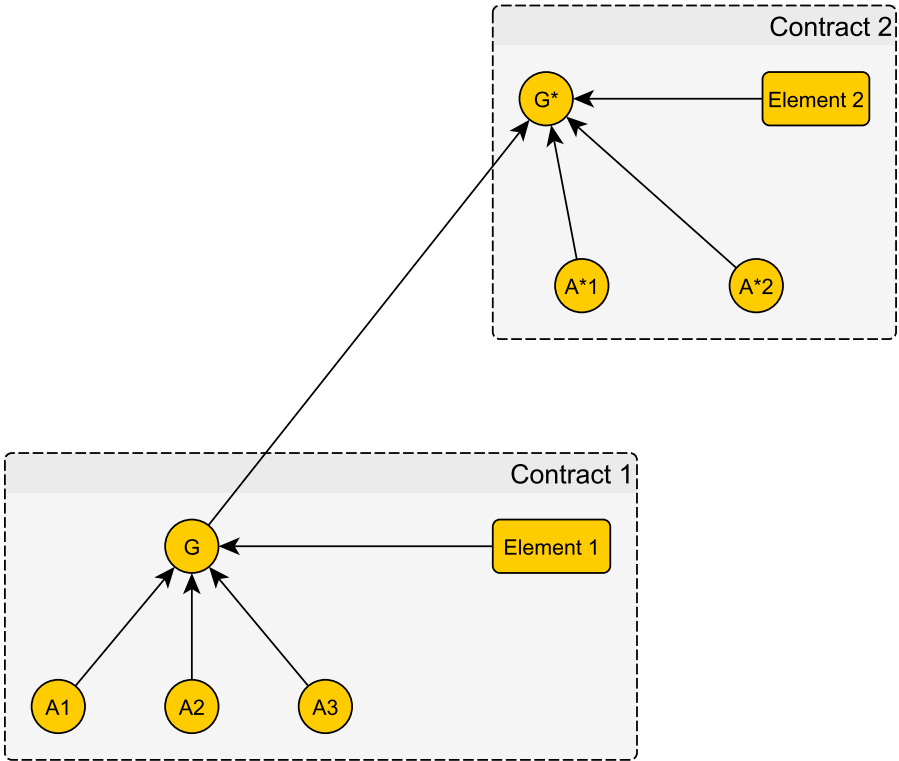 Contract 2
G*
Element 2
A*1
A*2
Contract 1
G
Element 1
A1
A2
A3